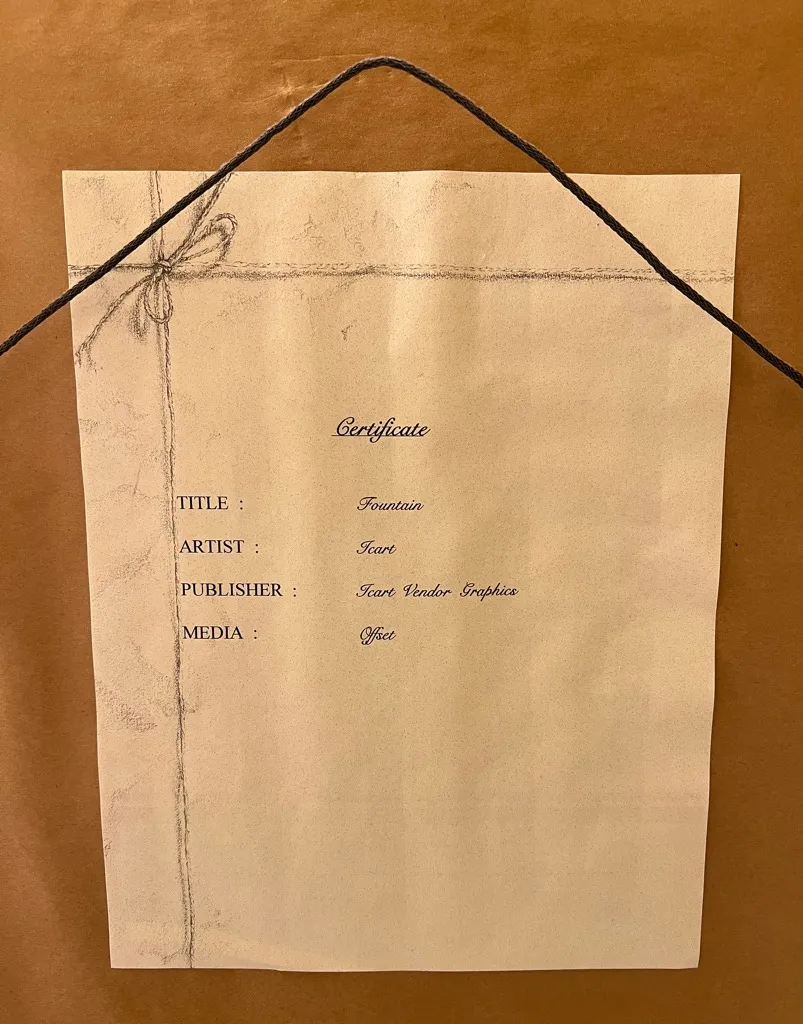 Certificate
TITLE : Fountain
ARTIST : Icart
PUBLISHER : Icart Vendor Graphics
MEDIA : Offset